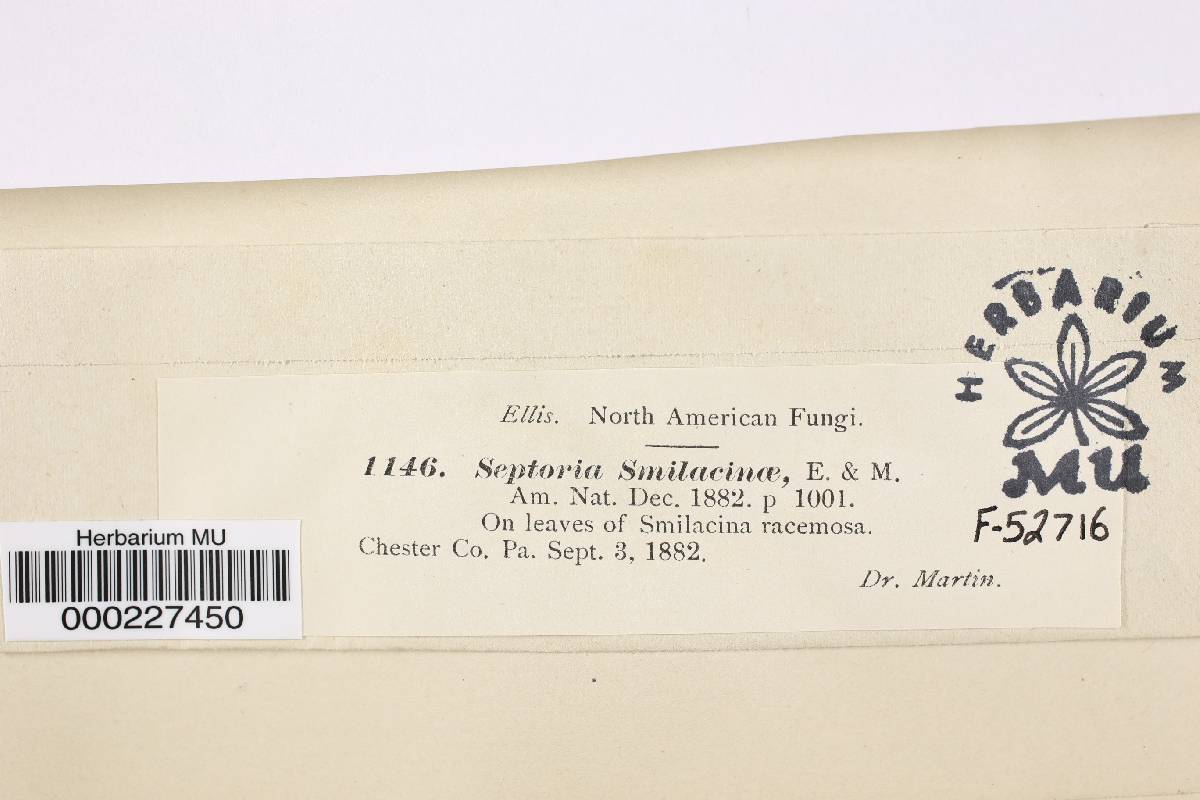 HERBARIUM
MU
F-52716
Ellis. North American Fungi.
1146. Septoria Smilacinæ, E. & M.
Am. Nat. Dec. 1882. p 1001.
On leaves of Smilacina racemosa.
Chester Co. Pa. Sept. 3, 1882.
Dr. Martin.
Herbarium MU
000227450